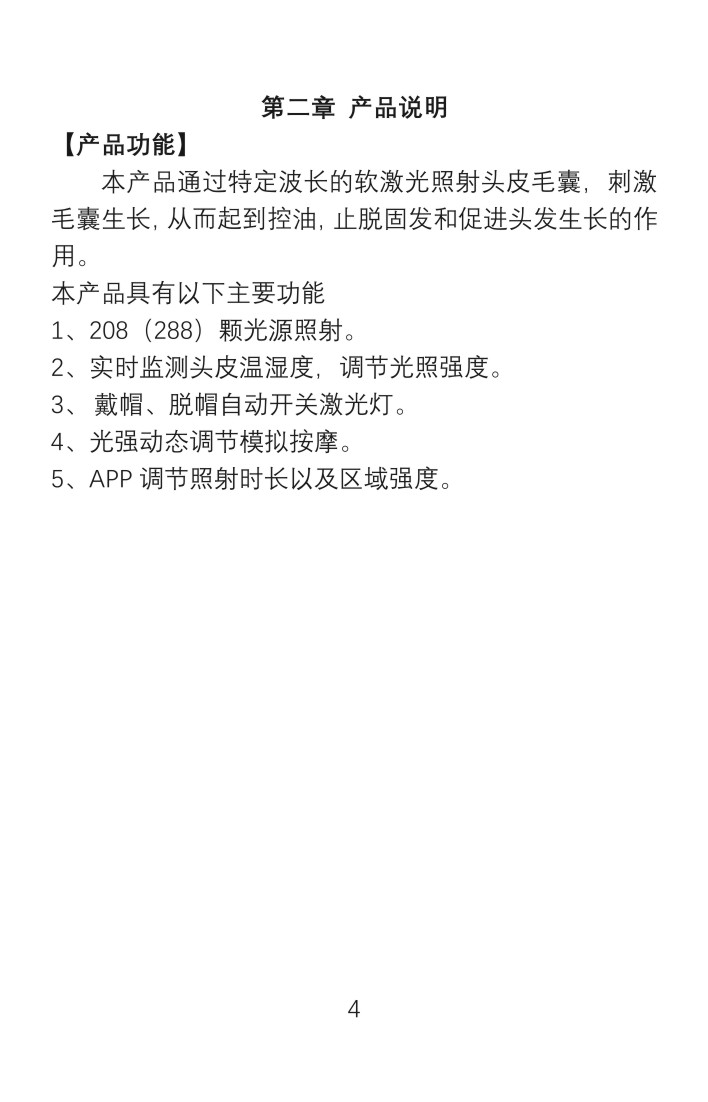 第二章 产品说明
【产品功能】
本产品通过特定波长的软激光照射头皮毛囊，刺激
毛囊生长，从而起到控油，止脱固发和促进头发生长的作
用。
本产品具有以下主要功能
1、208（288）颗光源照射。
2、实时监测头皮温湿度，调节光照强度。
3、 戴帽、脱帽自动开关激光灯。
4、光强动态调节模拟按摩。
5、APP 调节照射时长以及区域强度。
4